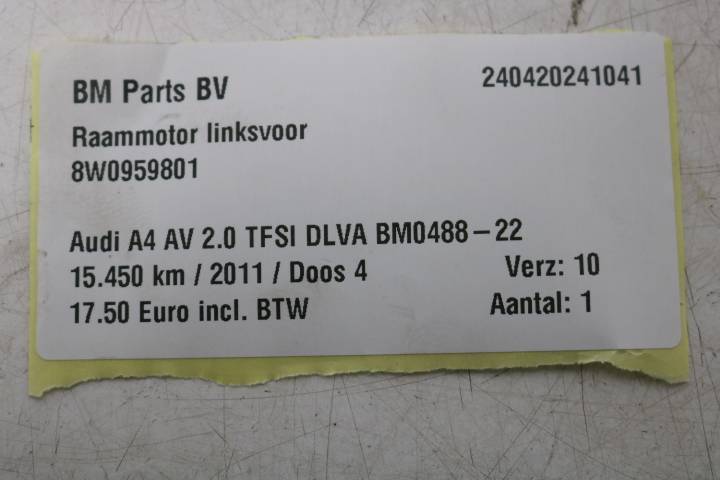 BM Parts BV 240420241041
Raammotor linksvoor
8W0959801
Audi A4 AV 2.0 TFSI DLVA BM0488-22
15.450 km / 2011 / Doos 4 Verz: 10
17.50 Euro incl. BTW Aantal: 1